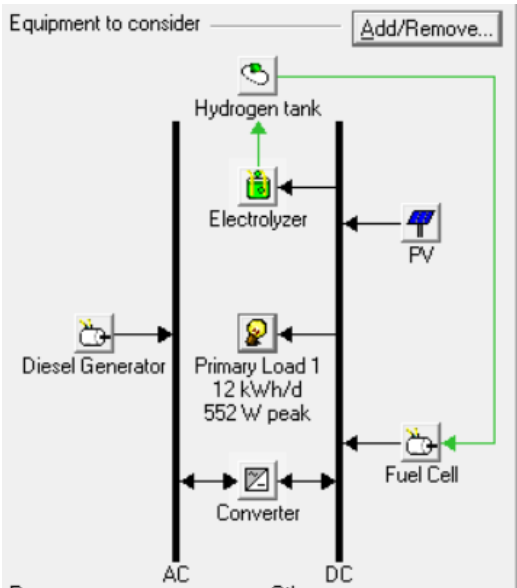 Equipment to consider
Add/Remove...
Hydrogen tank
Electrolyzer
PV
Diesel Generator
Primary Load 1
12 kWh/d
552 W peak
Fuel Cell
Converter
AC
DC